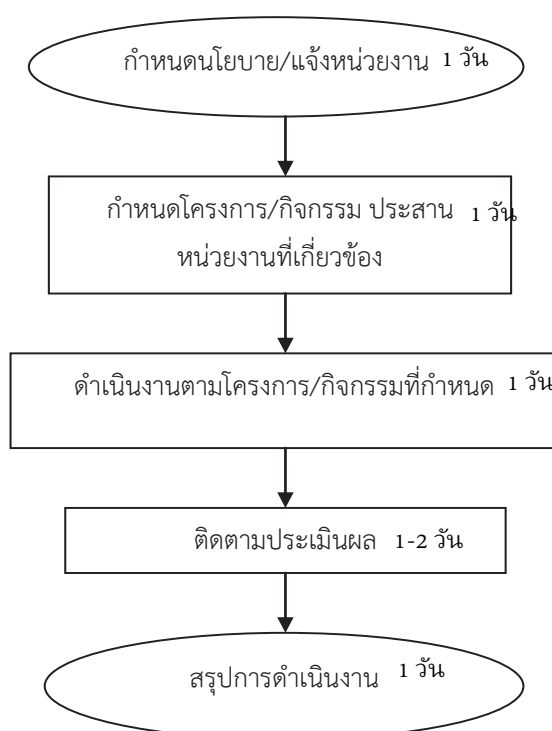 กำหนดนโยบาย/แจ้งหน่วยงาน 1 วัน
กำหนดโครงการ/กิจกรรม ประสาน 1 วัน
หน่วยงานที่เกี่ยวข้อง
ดำเนินงานตามโครงการ/กิจกรรมที่กำหนด 1 วัน
ติดตามประเมินผล 1-2 วัน
สรุปการดำเนินงาน 1 วัน